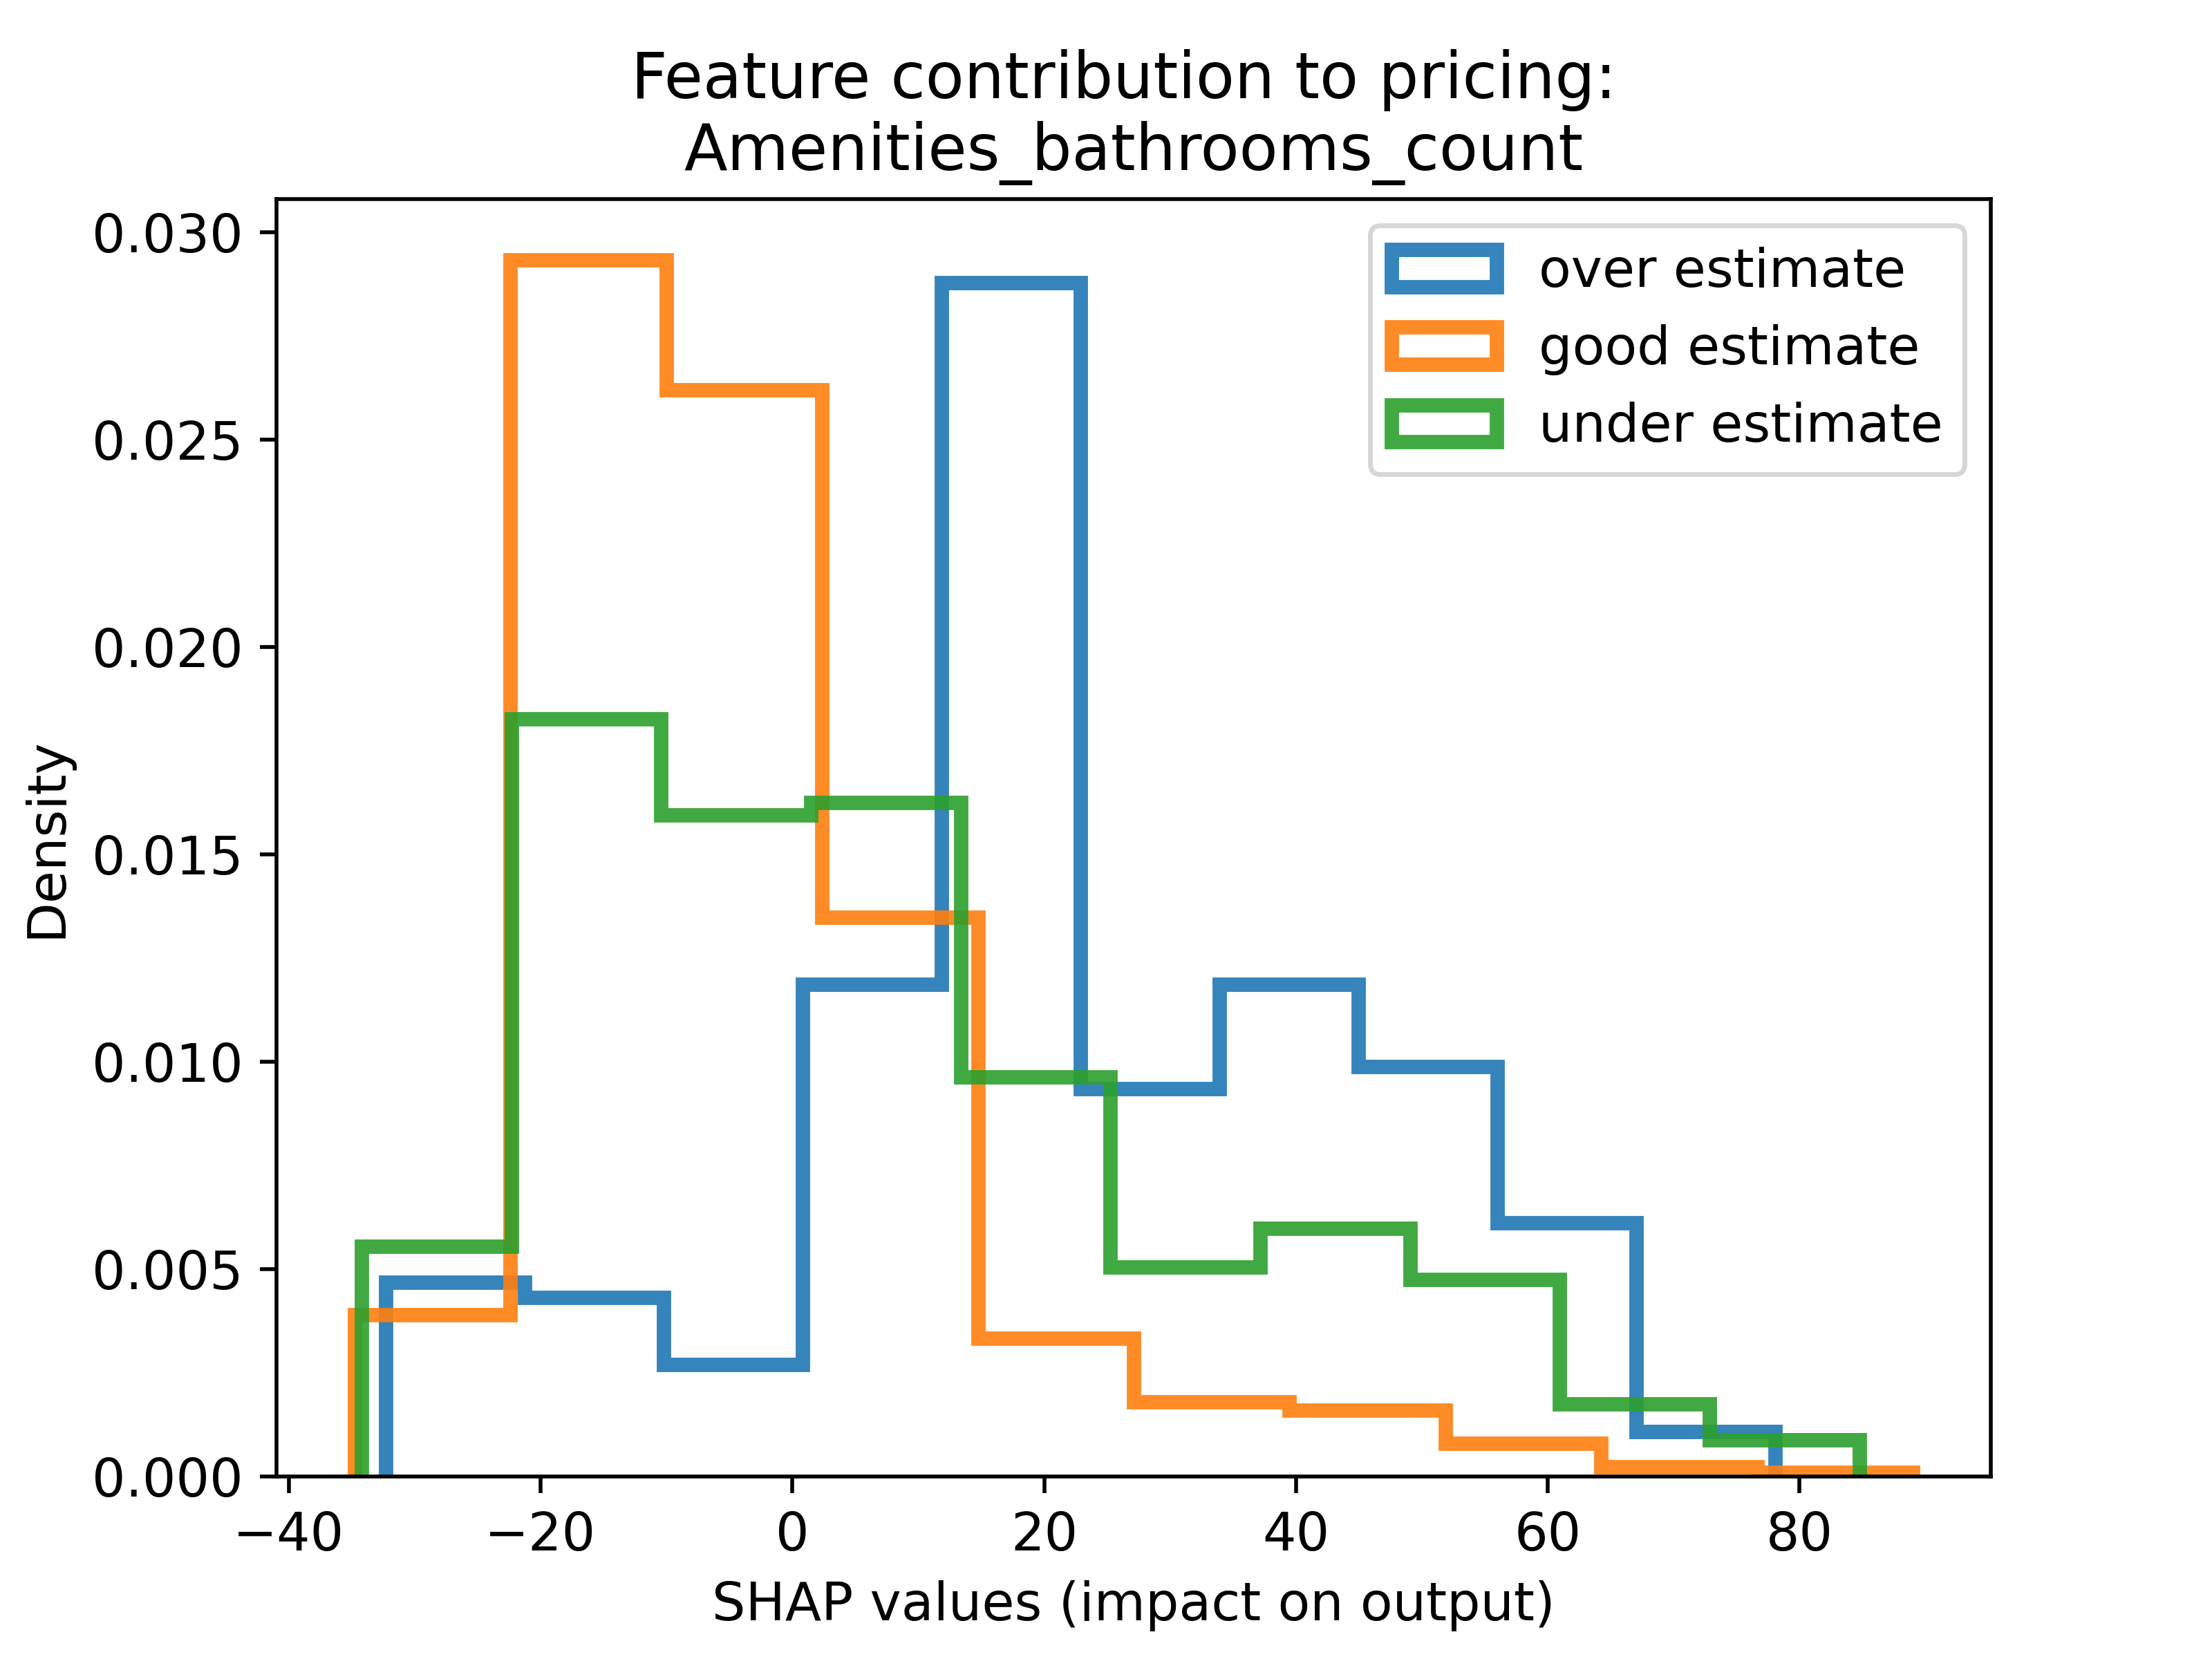 Feature contribution to pricing:
Amenities_bathrooms_count
over estimate
good estimate
under estimate
0.030
0.025
0.020
0.015
0.010
0.005
0.000
Density
−40
−20
0
20
40
60
80
SHAP values (impact on output)